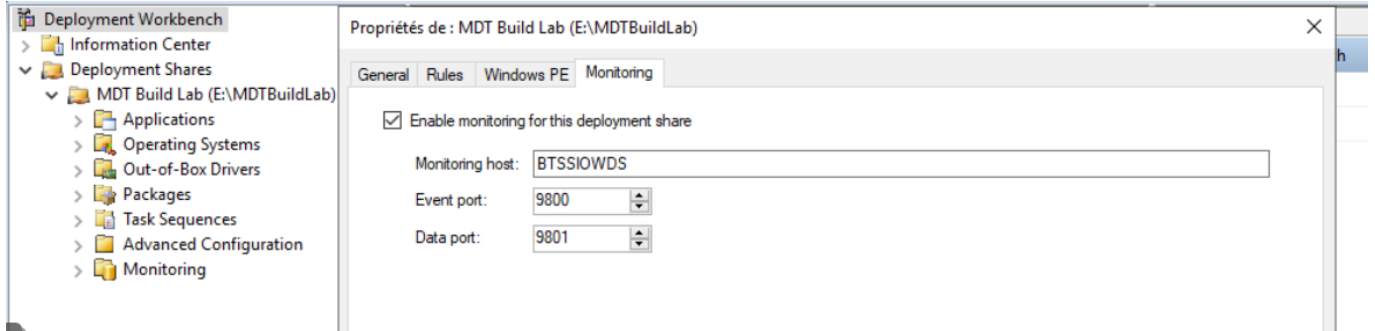 Deployment Workbench
Information Center
Deployment Shares
MDT Build Lab (E:\MDTBuildLab)
Applications
Operating Systems
Out-of-Box Drivers
Packages
Task Sequences
Advanced Configuration
Monitoring
Propriétés de : MDT Build Lab (E:\MDTBuildLab)
General Rules Windows PE Monitoring
Enable monitoring for this deployment share
Monitoring host: BTSSIOWDS
Event port: 9800
Data port: 9801
h